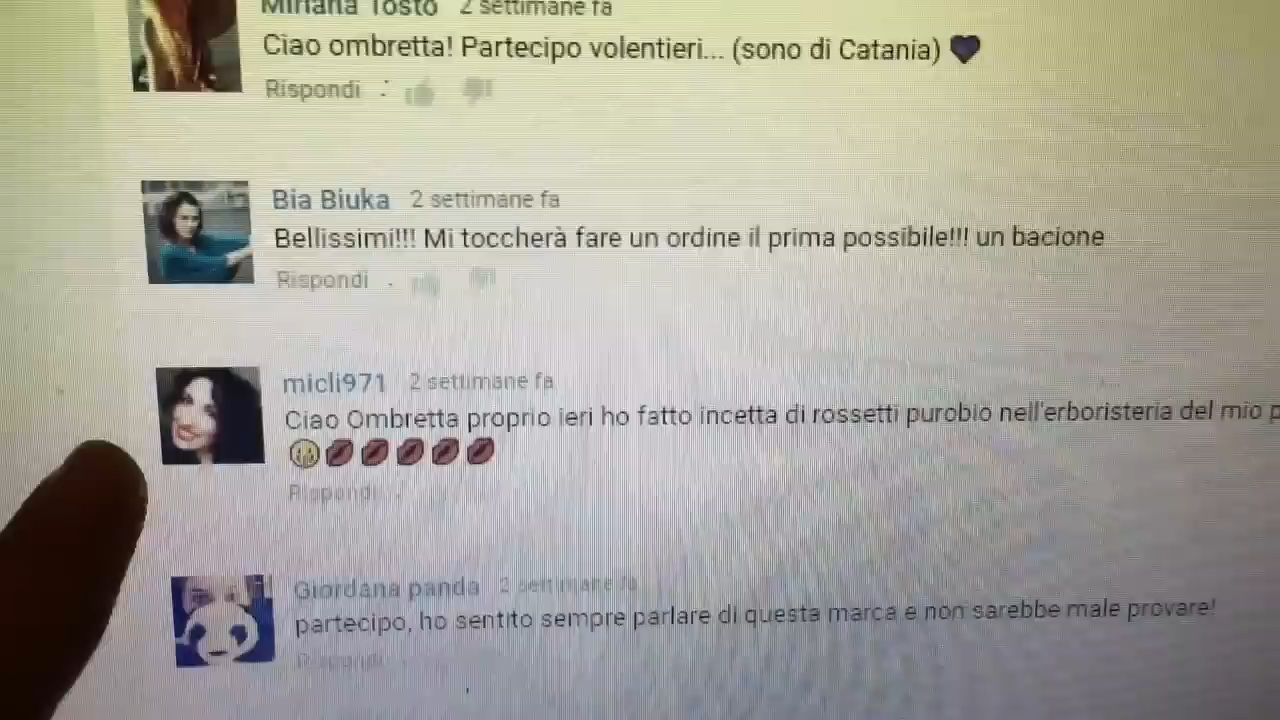 Miriana Tosto 2 settimane fa
Ciao ombretta! Partecipo volentieri... (sono di Catania) 💜
Rispondi
Bia Biuka 2 settimane fa
Bellissimi!!! Mi toccherà fare un ordine il prima possibile!!! un bacione
Rispondi
micli971 2 settimane fa
Ciao Ombretta proprio ieri ho fatto incetta di rossetti purobio nell'erboristeria del mio p
Rispondi
Giordana panda 2 settimane fa
partecipo, ho sentito sempre parlare di questa marca e non sarebbe male provare!
Rispondi